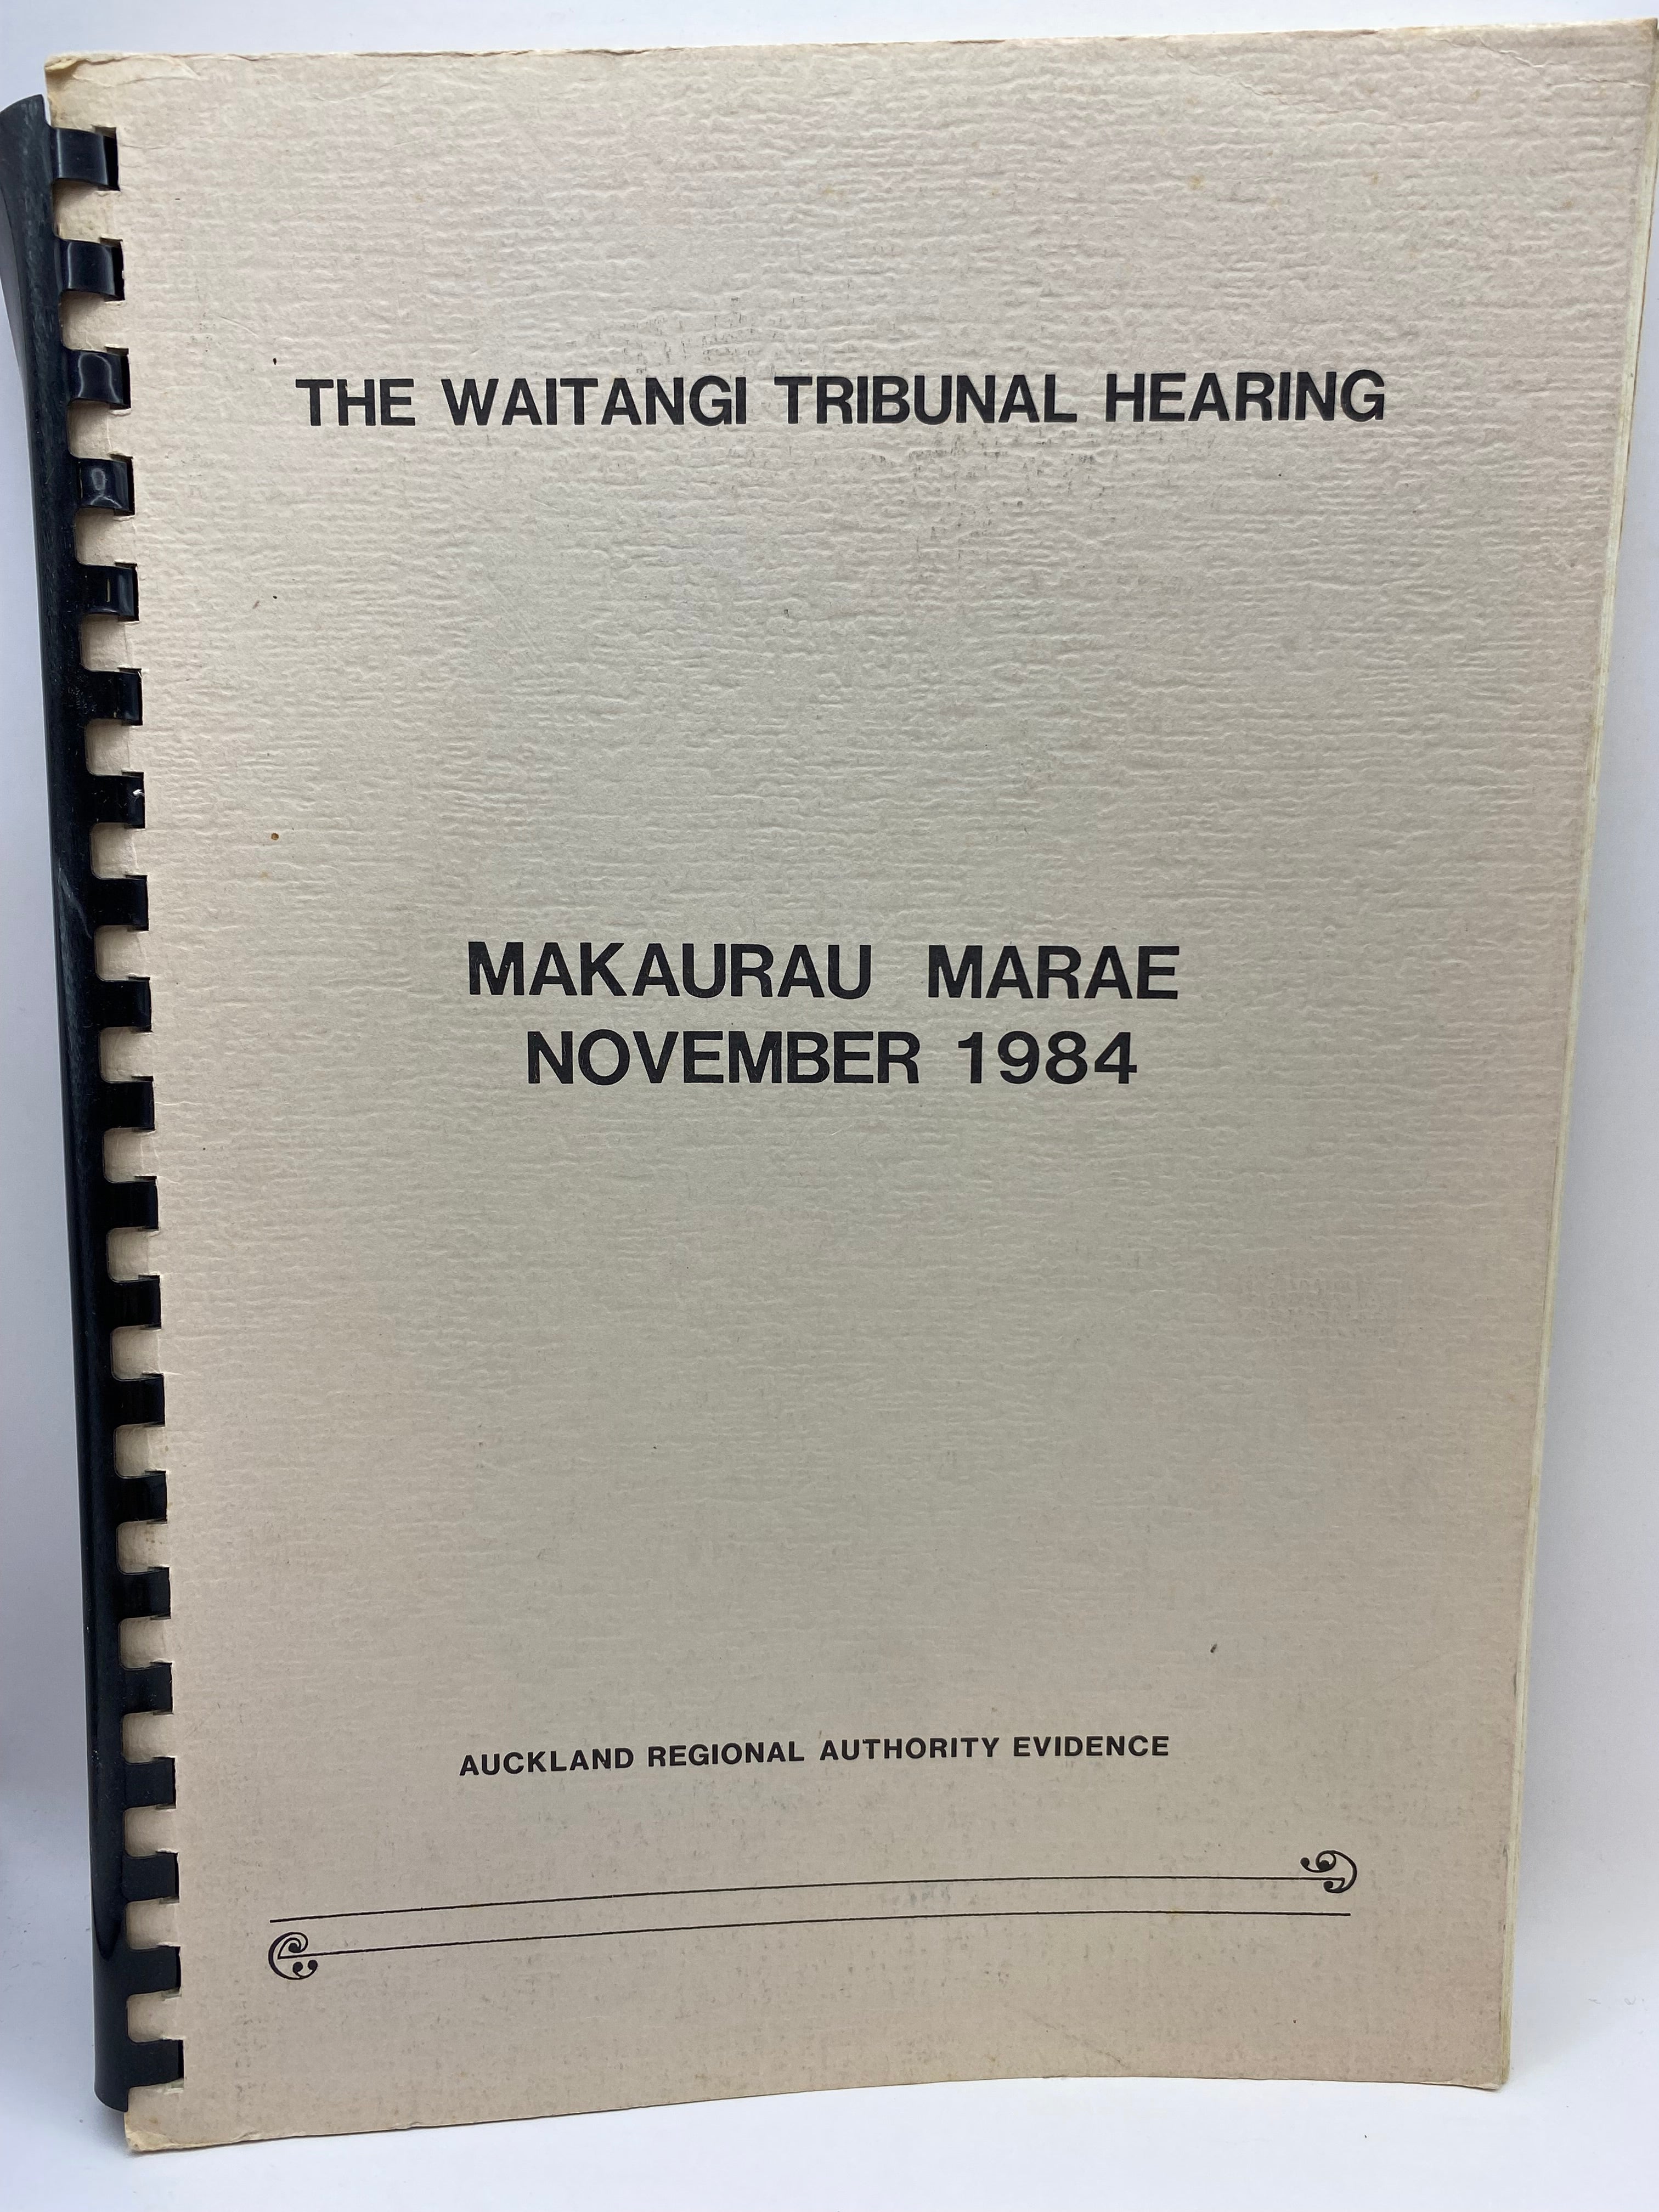 THE WAITANGI TRIBUNAL HEARING
MAKAURAU MARAE
NOVEMBER 1984
AUCKLAND REGIONAL AUTHORITY EVIDENCE